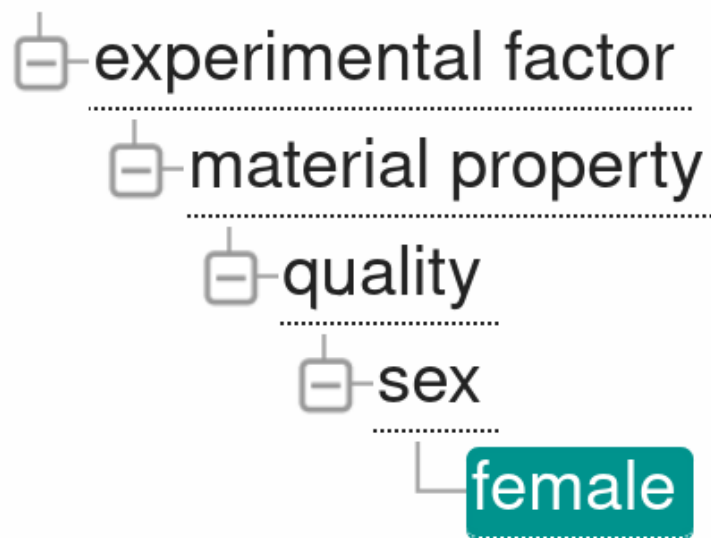 experimental factor
material property
quality
sex
female